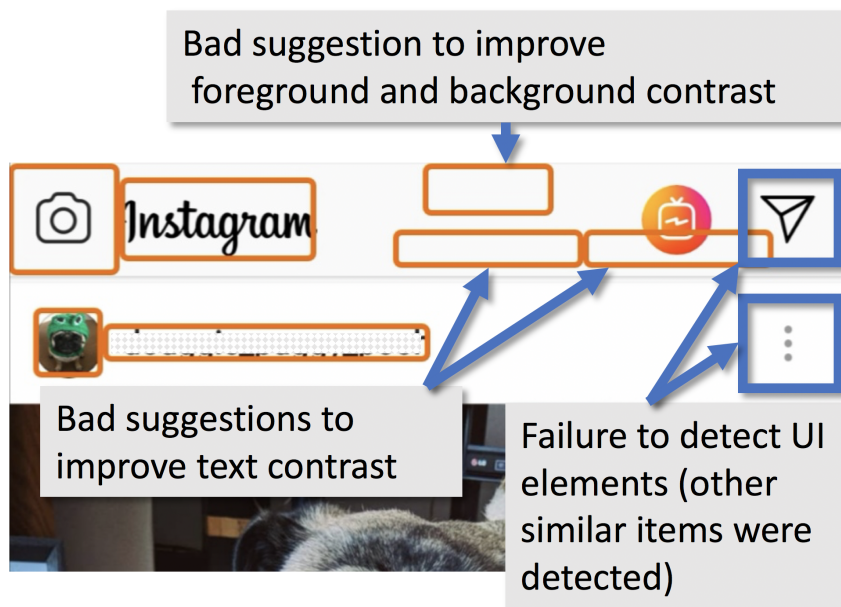 Bad suggestion to improve
foreground and background contrast
Instagram
Bad suggestions to
improve text contrast
Failure to detect UI
elements (other
similar items were
detected)